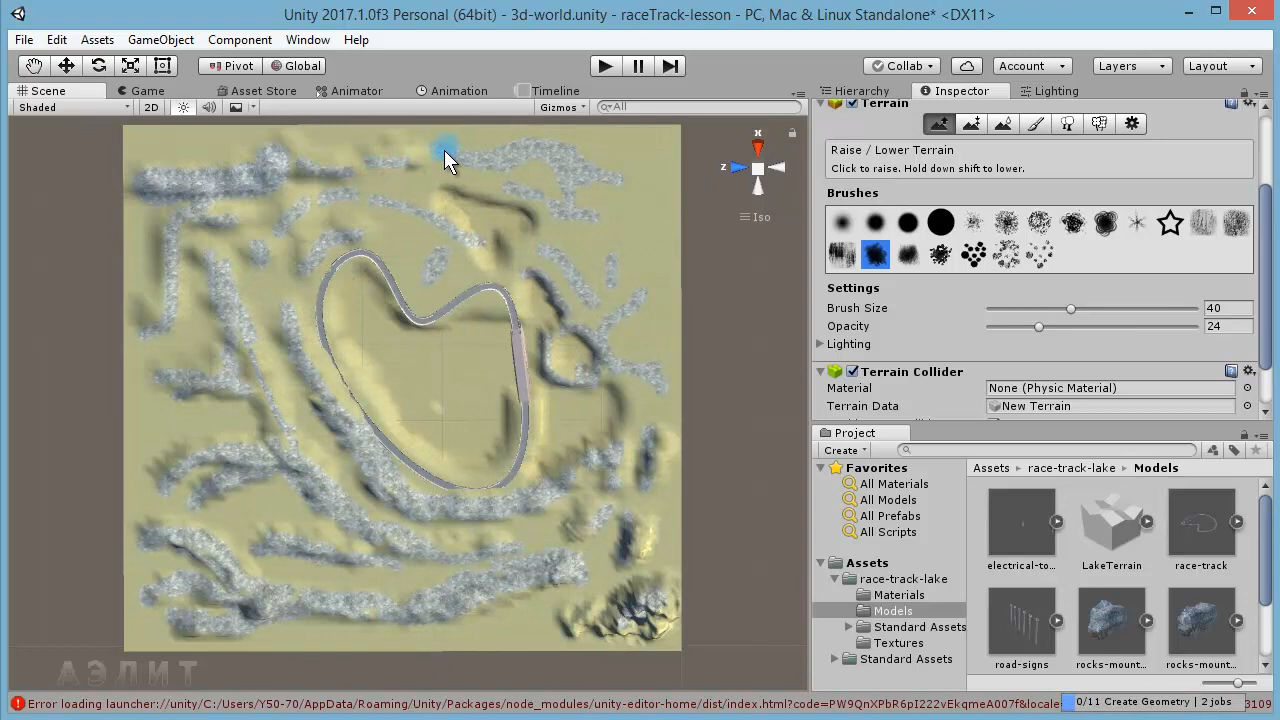 Unity 2017.1.0f3 Personal (64bit) - 3d-world.unity - raceTrack-lesson - PC, Mac & Linux Standalone* <DX11>
File Edit Assets GameObject Component Window Help
Pivot Global Collab Account Layers Layout
Scene Game Asset Store Animator Animation Timeline Hierarchy Inspector Lighting
Shaded 2D Gizmos All
Terrain
Raise / Lower Terrain
Click to raise. Hold down shift to lower.
Brushes
x
z
Iso
Settings
Brush Size 40
Opacity 24
Lighting
Terrain Collider
Material None (Physic Material)
Terrain Data New Terrain
Project
Create
Favorites
All Materials
All Models
All Prefabs
All Scripts
Assets
race-track-lake
Materials
Models
Standard Assets
Textures
Standard Assets
Assets race-track-lake Models
electrical-to... LakeTerrain race-track
road-signs rocks-mount... rocks-mount...
АЭЛИТ
Error loading launcher://unity/C:/Users/Y50-70/AppData/Roaming/Unity/Packages/node_modules/unity-editor-home/dist/index.html?code=PW9QnXPbR6pI222vEkqmeA007f&locale 0/11 Create Geometry | 2 jobs 3109